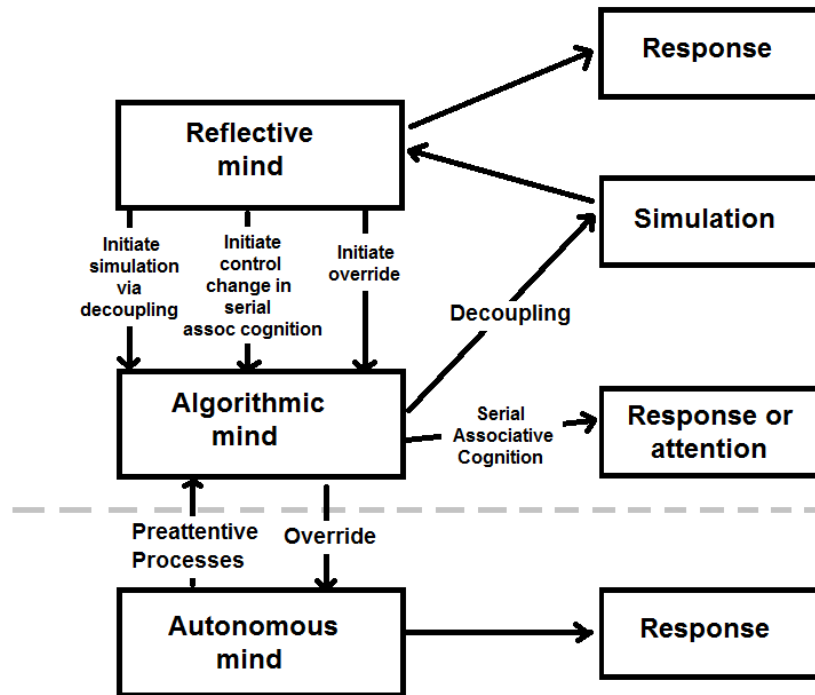 Response
Reflective
mind
Simulation
Initiate
simulation
via
decoupling
Initiate
control
change in
serial
assoc cognition
Initiate
override
Decoupling
Algorithmic
mind
Serial
Associative
Cognition
Response or
attention
Preattentive
Processes
Override
Autonomous
mind
Response